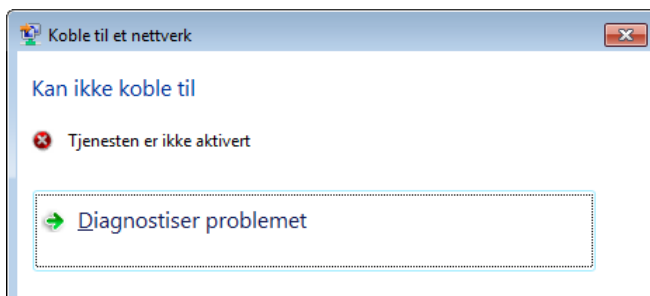 Koble til et nettverk
Kan ikke koble til
Tjenesten er ikke aktivert
Diagnostiser problemet